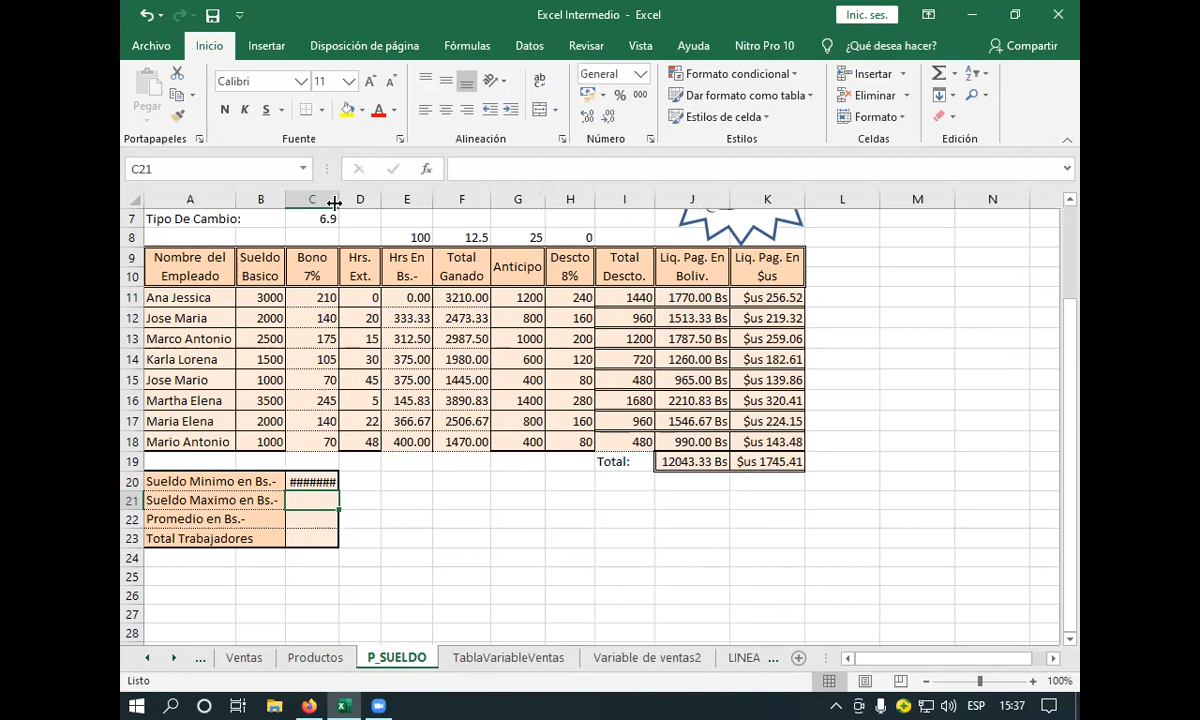 Excel Intermedio - Excel
Inic. ses.
Archivo Inicio Insertar Disposición de página Fórmulas Datos Revisar Vista Ayuda Nitro Pro 10 ¿Qué desea hacer? Compartir
Pegar
Calibri 11
General
Formato condicional
Insertar
N K S
% 000
Dar formato como tabla
Eliminar
Estilos de celda
Formato
Portapapeles Fuente Alineación Número Estilos Celdas Edición
C21
fx
A B C D E F G H I J K L M N
7 Tipo De Cambio: 6.9
8 100 12.5 25 0
9 Nombre del Sueldo Bono Hrs. Hrs En Total Anticipo Descto Total Liq. Pag. En Liq. Pag. En
10 Empleado Basico 7% Ext. Bs.- Ganado 8% Descto. Boliv. $us
11 Ana Jessica 3000 210 0 0.00 3210.00 1200 240 1440 1770.00 Bs $us 256.52
12 Jose Maria 2000 140 20 333.33 2473.33 800 160 960 1513.33 Bs $us 219.32
13 Marco Antonio 2500 175 15 312.50 2987.50 1000 200 1200 1787.50 Bs $us 259.06
14 Karla Lorena 1500 105 30 375.00 1980.00 600 120 720 1260.00 Bs $us 182.61
15 Jose Mario 1000 70 45 375.00 1445.00 400 80 480 965.00 Bs $us 139.86
16 Martha Elena 3500 245 5 145.83 3890.83 1400 280 1680 2210.83 Bs $us 320.41
17 Maria Elena 2000 140 22 366.67 2506.67 800 160 960 1546.67 Bs $us 224.15
18 Mario Antonio 1000 70 48 400.00 1470.00 400 80 480 990.00 Bs $us 143.48
19 Total: 12043.33 Bs $us 1745.41
20 Sueldo Minimo en Bs.- #######
21 Sueldo Maximo en Bs.-
22 Promedio en Bs.-
23 Total Trabajadores
24
25
26
27
28
... Ventas Productos P_SUELDO TablaVariableVentas Variable de ventas2 LINEA ...
Listo 100%
ESP 15:37